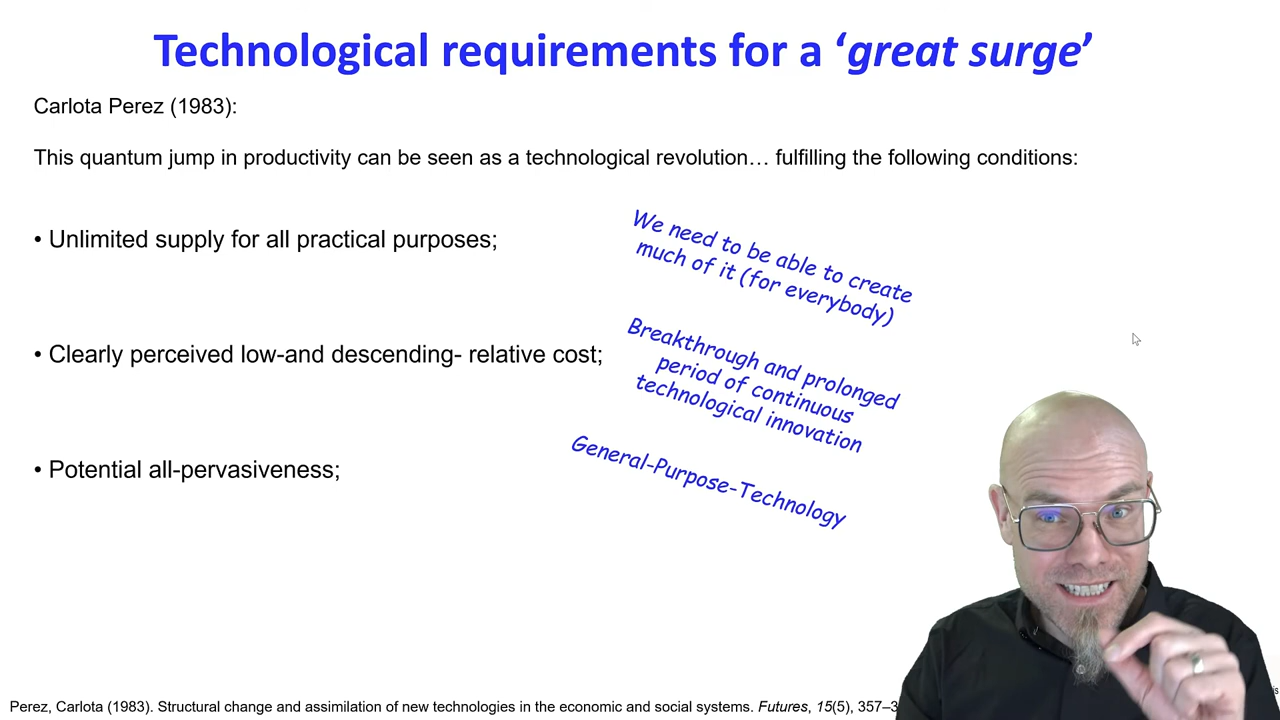 Technological requirements for a ‘great surge’
Carlota Perez (1983):
This quantum jump in productivity can be seen as a technological revolution… fulfilling the following conditions:
• Unlimited supply for all practical purposes;
We need to be able to create
much of it (for everybody)
• Clearly perceived low-and descending- relative cost;
Breakthrough and prolonged
period of continuous
technological innovation
• Potential all-pervasiveness;
General-Purpose-Technology
Perez, Carlota (1983). Structural change and assimilation of new technologies in the economic and social systems. Futures, 15(5), 357–3